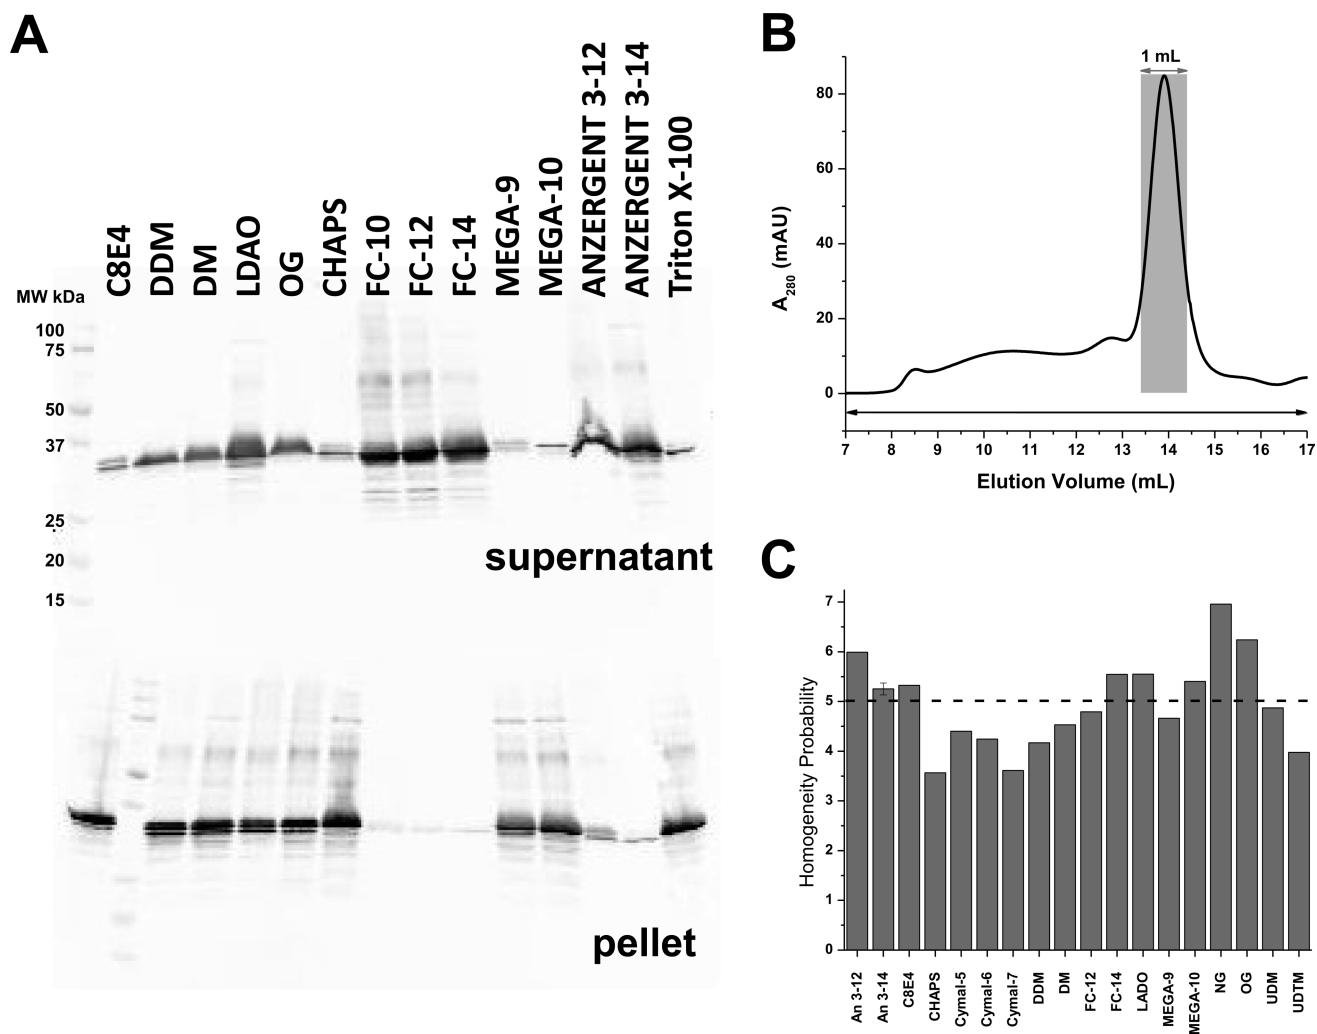 A
C8E4
DDM
DM
LDAO
OG
CHAPS
FC-10
FC-12
FC-14
MEGA-9
MEGA-10
ANZERGENT 3-12
ANZERGENT 3-14
Triton X-100
MW kDa
100
75
50
37
25
20
15
supernatant
pellet
B
1 mL
A280 (mAU)
80
60
40
20
0
7 8 9 10 11 12 13 14 15 16 17
Elution Volume (mL)
C
Homogeneity Probability
7
6
5
4
3
2
1
0
An 3-12
An 3-14
C8E4
CHAPS
Cymal-5
Cymal-6
Cymal-7
DDM
DM
FC-12
FC-14
LADO
MEGA-9
MEGA-10
NG
OG
UDM
UDTM